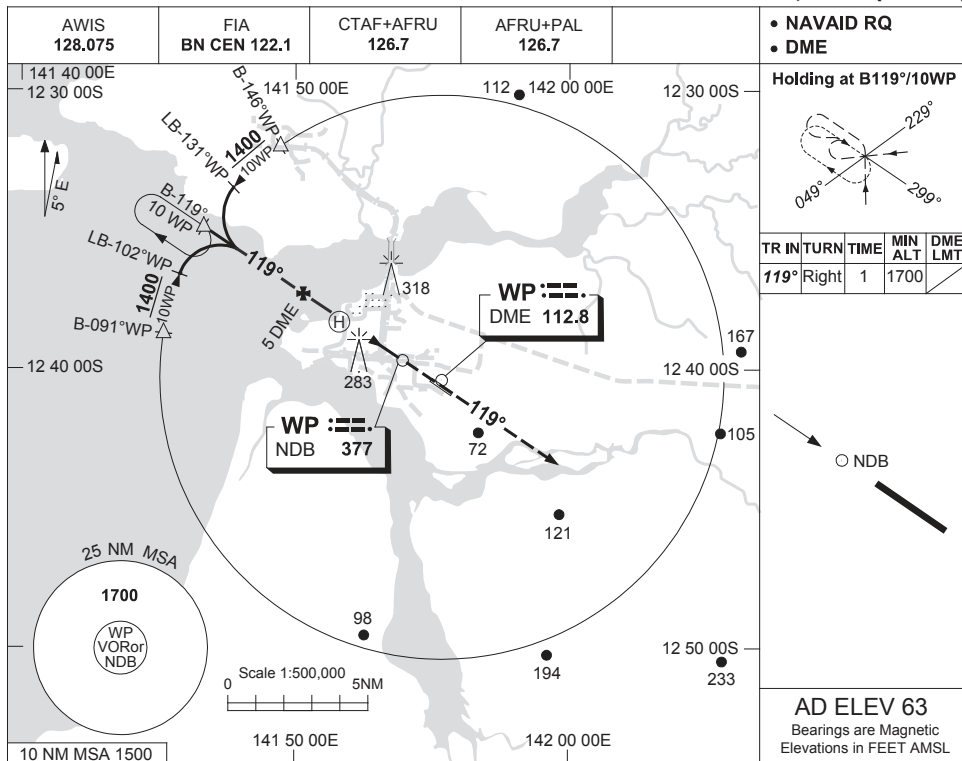 AWIS
128.075
FIA
BN CEN 122.1
CTAF+AFRU
126.7
AFRU+PAL
126.7
• NAVAID RQ
• DME
141 40 00E
12 30 00S
141 50 00E
112
142 00 00E
12 30 00S
B-146°WP
LB-131°WP
1400
10WP
5° E
B-119°
10 WP
LB-102°WP
1400
10WP
B-091°WP
119°
5 DME
H
318
283
WP
DME 112.8
WP
NDB 377
119°
72
121
167
105
12 40 00S
12 40 00S
98
194
233
12 50 00S
25 NM MSA
1700
WP
VORor
NDB
Scale 1:500,000
0 5NM
10 NM MSA 1500
141 50 00E
142 00 00E
Holding at B119°/10WP
229°
049°
299°
TR IN TURN TIME MIN ALT DME LMT
119° Right 1 1700
NDB
AD ELEV 63
Bearings are Magnetic
Elevations in FEET AMSL